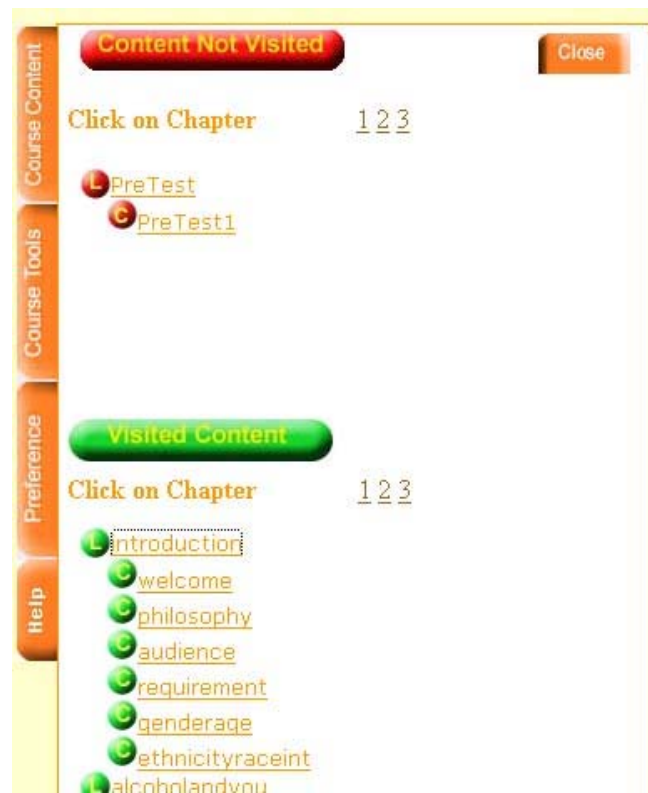 Content Not Visited
Close
Course Content
Click on Chapter 1 2 3
L PreTest
C PreTest1
Course Tools
Preference
Visited Content
Click on Chapter 1 2 3
L introduction
C welcome
C philosophy
Help
C audience
C requirement
C genderage
C ethnicityraceint
L alcoholandyou